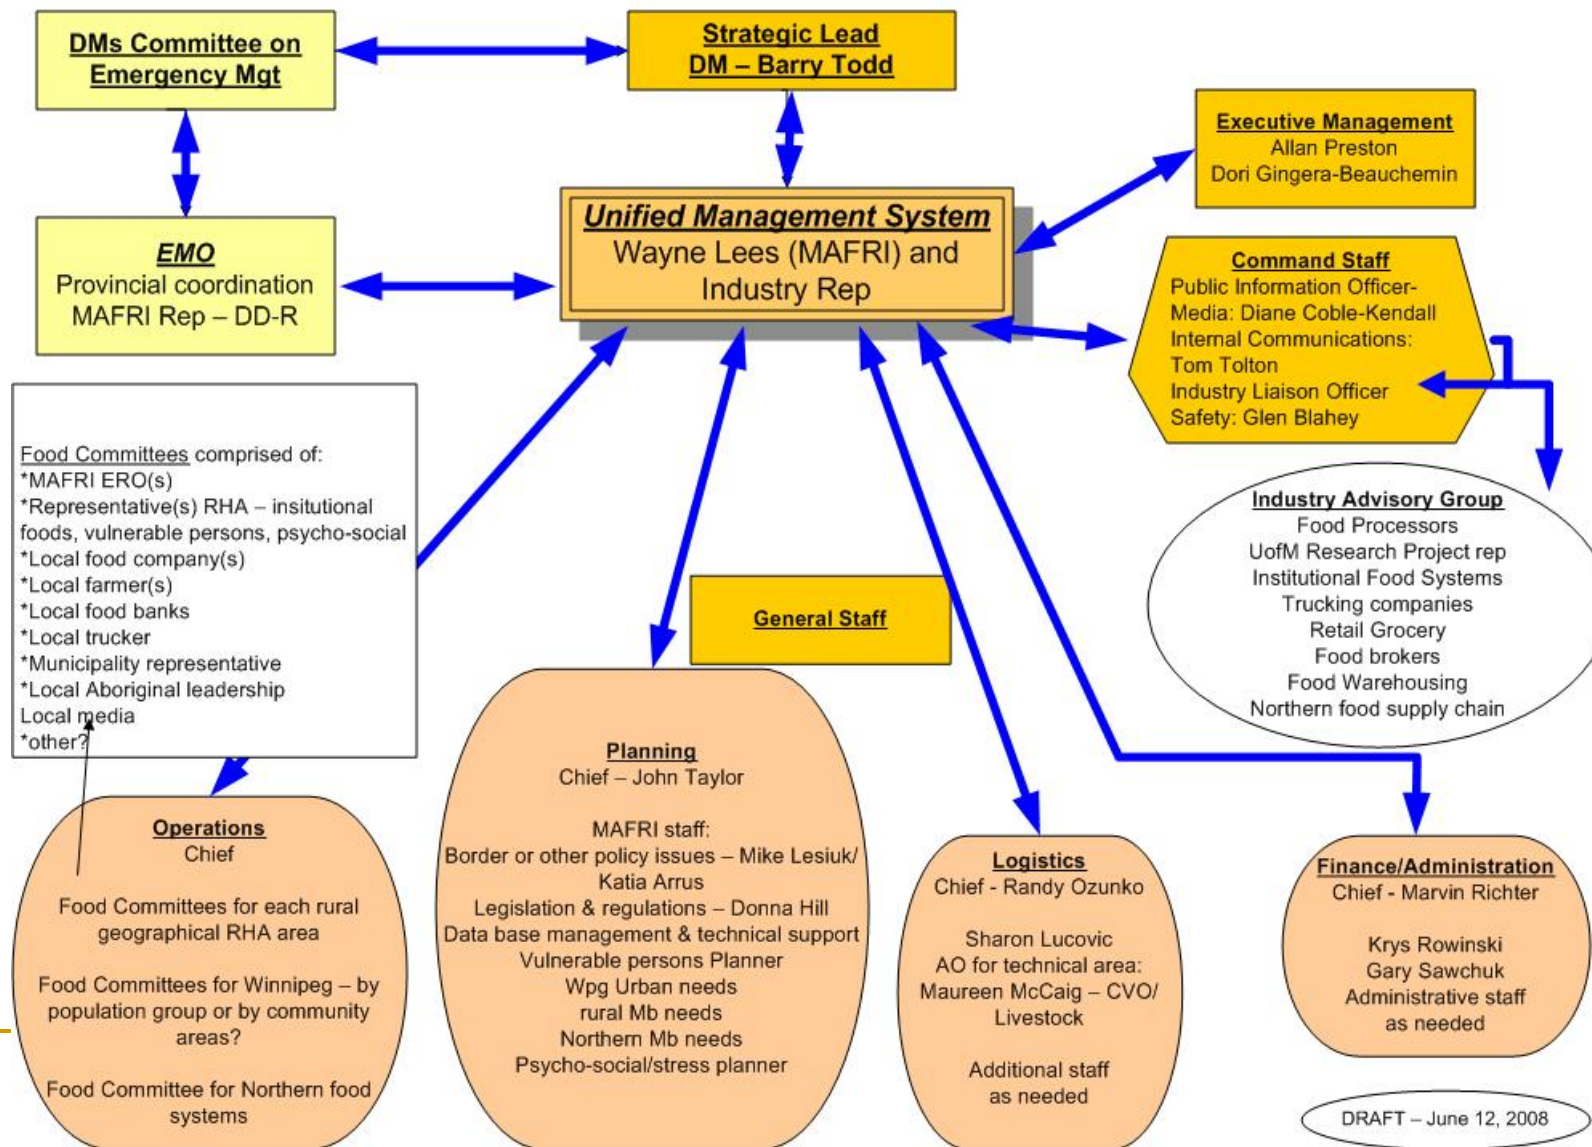 DMs Committee on
Emergency Mgt
Strategic Lead
DM – Barry Todd
Executive Management
Allan Preston
Dori Gingera-Beauchemin
EMO
Provincial coordination
MAFRI Rep – DD-R
Unified Management System
Wayne Lees (MAFRI) and
Industry Rep
Command Staff
Public Information Officer-
Media: Diane Coble-Kendall
Internal Communications:
Tom Tolton
Industry Liaison Officer
Safety: Glen Blahey
Food Committees comprised of:
*MAFRI ERO(s)
*Representative(s) RHA – insitutional
foods, vulnerable persons, psycho-social
*Local food company(s)
*Local farmer(s)
*Local food banks
*Local trucker
*Municipality representative
*Local Aboriginal leadership
Local media
*other?
Industry Advisory Group
Food Processors
UofM Research Project rep
Institutional Food Systems
Trucking companies
Retail Grocery
Food brokers
Food Warehousing
Northern food supply chain
General Staff
Operations
Chief
Food Committees for each rural
geographical RHA area
Food Committees for Winnipeg – by
population group or by community
areas?
Food Committee for Northern food
systems
Planning
Chief – John Taylor
MAFRI staff:
Border or other policy issues – Mike Lesiuk/
Katia Arrus
Legislation & regulations – Donna Hill
Data base management & technical support
Vulnerable persons Planner
Wpg Urban needs
rural Mb needs
Northern Mb needs
Psycho-social/stress planner
Logistics
Chief - Randy Ozunko
Sharon Lucovic
AO for technical area:
Maureen McCaig – CVO/
Livestock
Additional staff
as needed
Finance/Administration
Chief - Marvin Richter
Krys Rowinski
Gary Sawchuk
Administrative staff
as needed
DRAFT – June 12, 2008